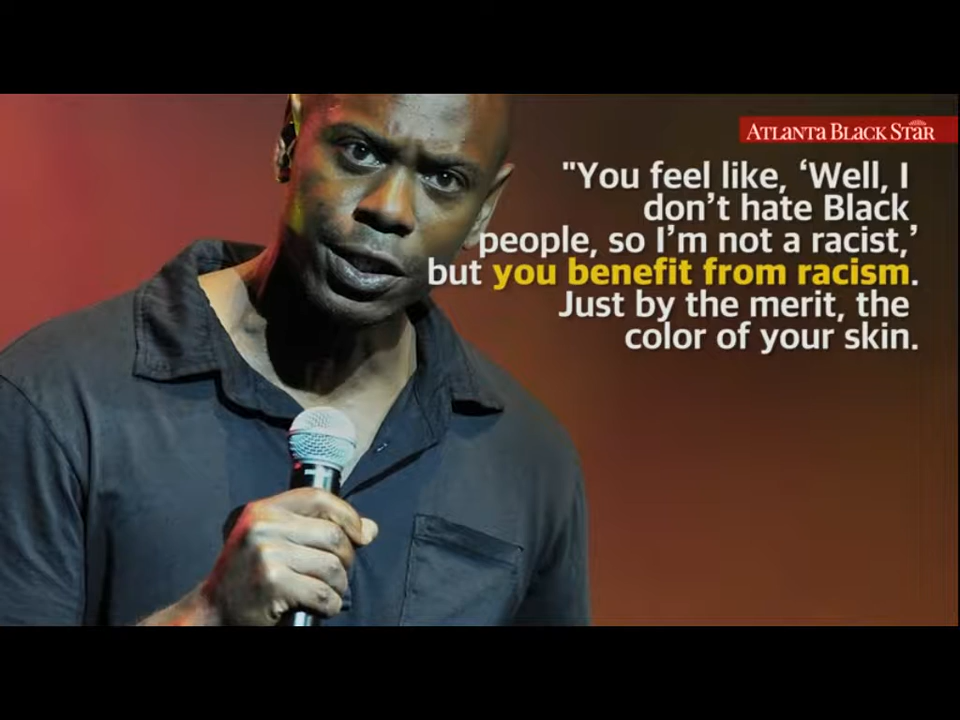 ATLANTA BLACK STAR
"You feel like, ‘Well, I
don’t hate Black
people, so I’m not a racist,’
but you benefit from racism.
Just by the merit, the
color of your skin.